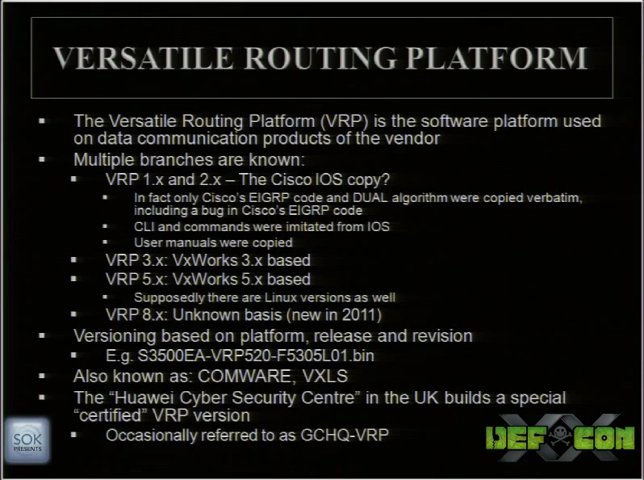 VERSATILE ROUTING PLATFORM
The Versatile Routing Platform (VRP) is the software platform used
on data communication products of the vendor
Multiple branches are known:
VRP 1.x and 2.x – The Cisco IOS copy?
In fact only Cisco's EIGRP code and DUAL algorithm were copied verbatim,
including a bug in Cisco's EIGRP code
CLI and commands were imitated from IOS
User manuals were copied
VRP 3.x: VxWorks 3.x based
VRP 5.x: VxWorks 5.x based
Supposedly there are Linux versions as well
VRP 8.x: Unknown basis (new in 2011)
Versioning based on platform, release and revision
E.g. S3500EA-VRP520-F5305L01.bin
Also known as: COMWARE, VXLS
The "Huawei Cyber Security Centre" in the UK builds a special
"certified" VRP version
Occasionally referred to as GCHQ-VRP
SOK
PRESENTS
XX
DEFCON